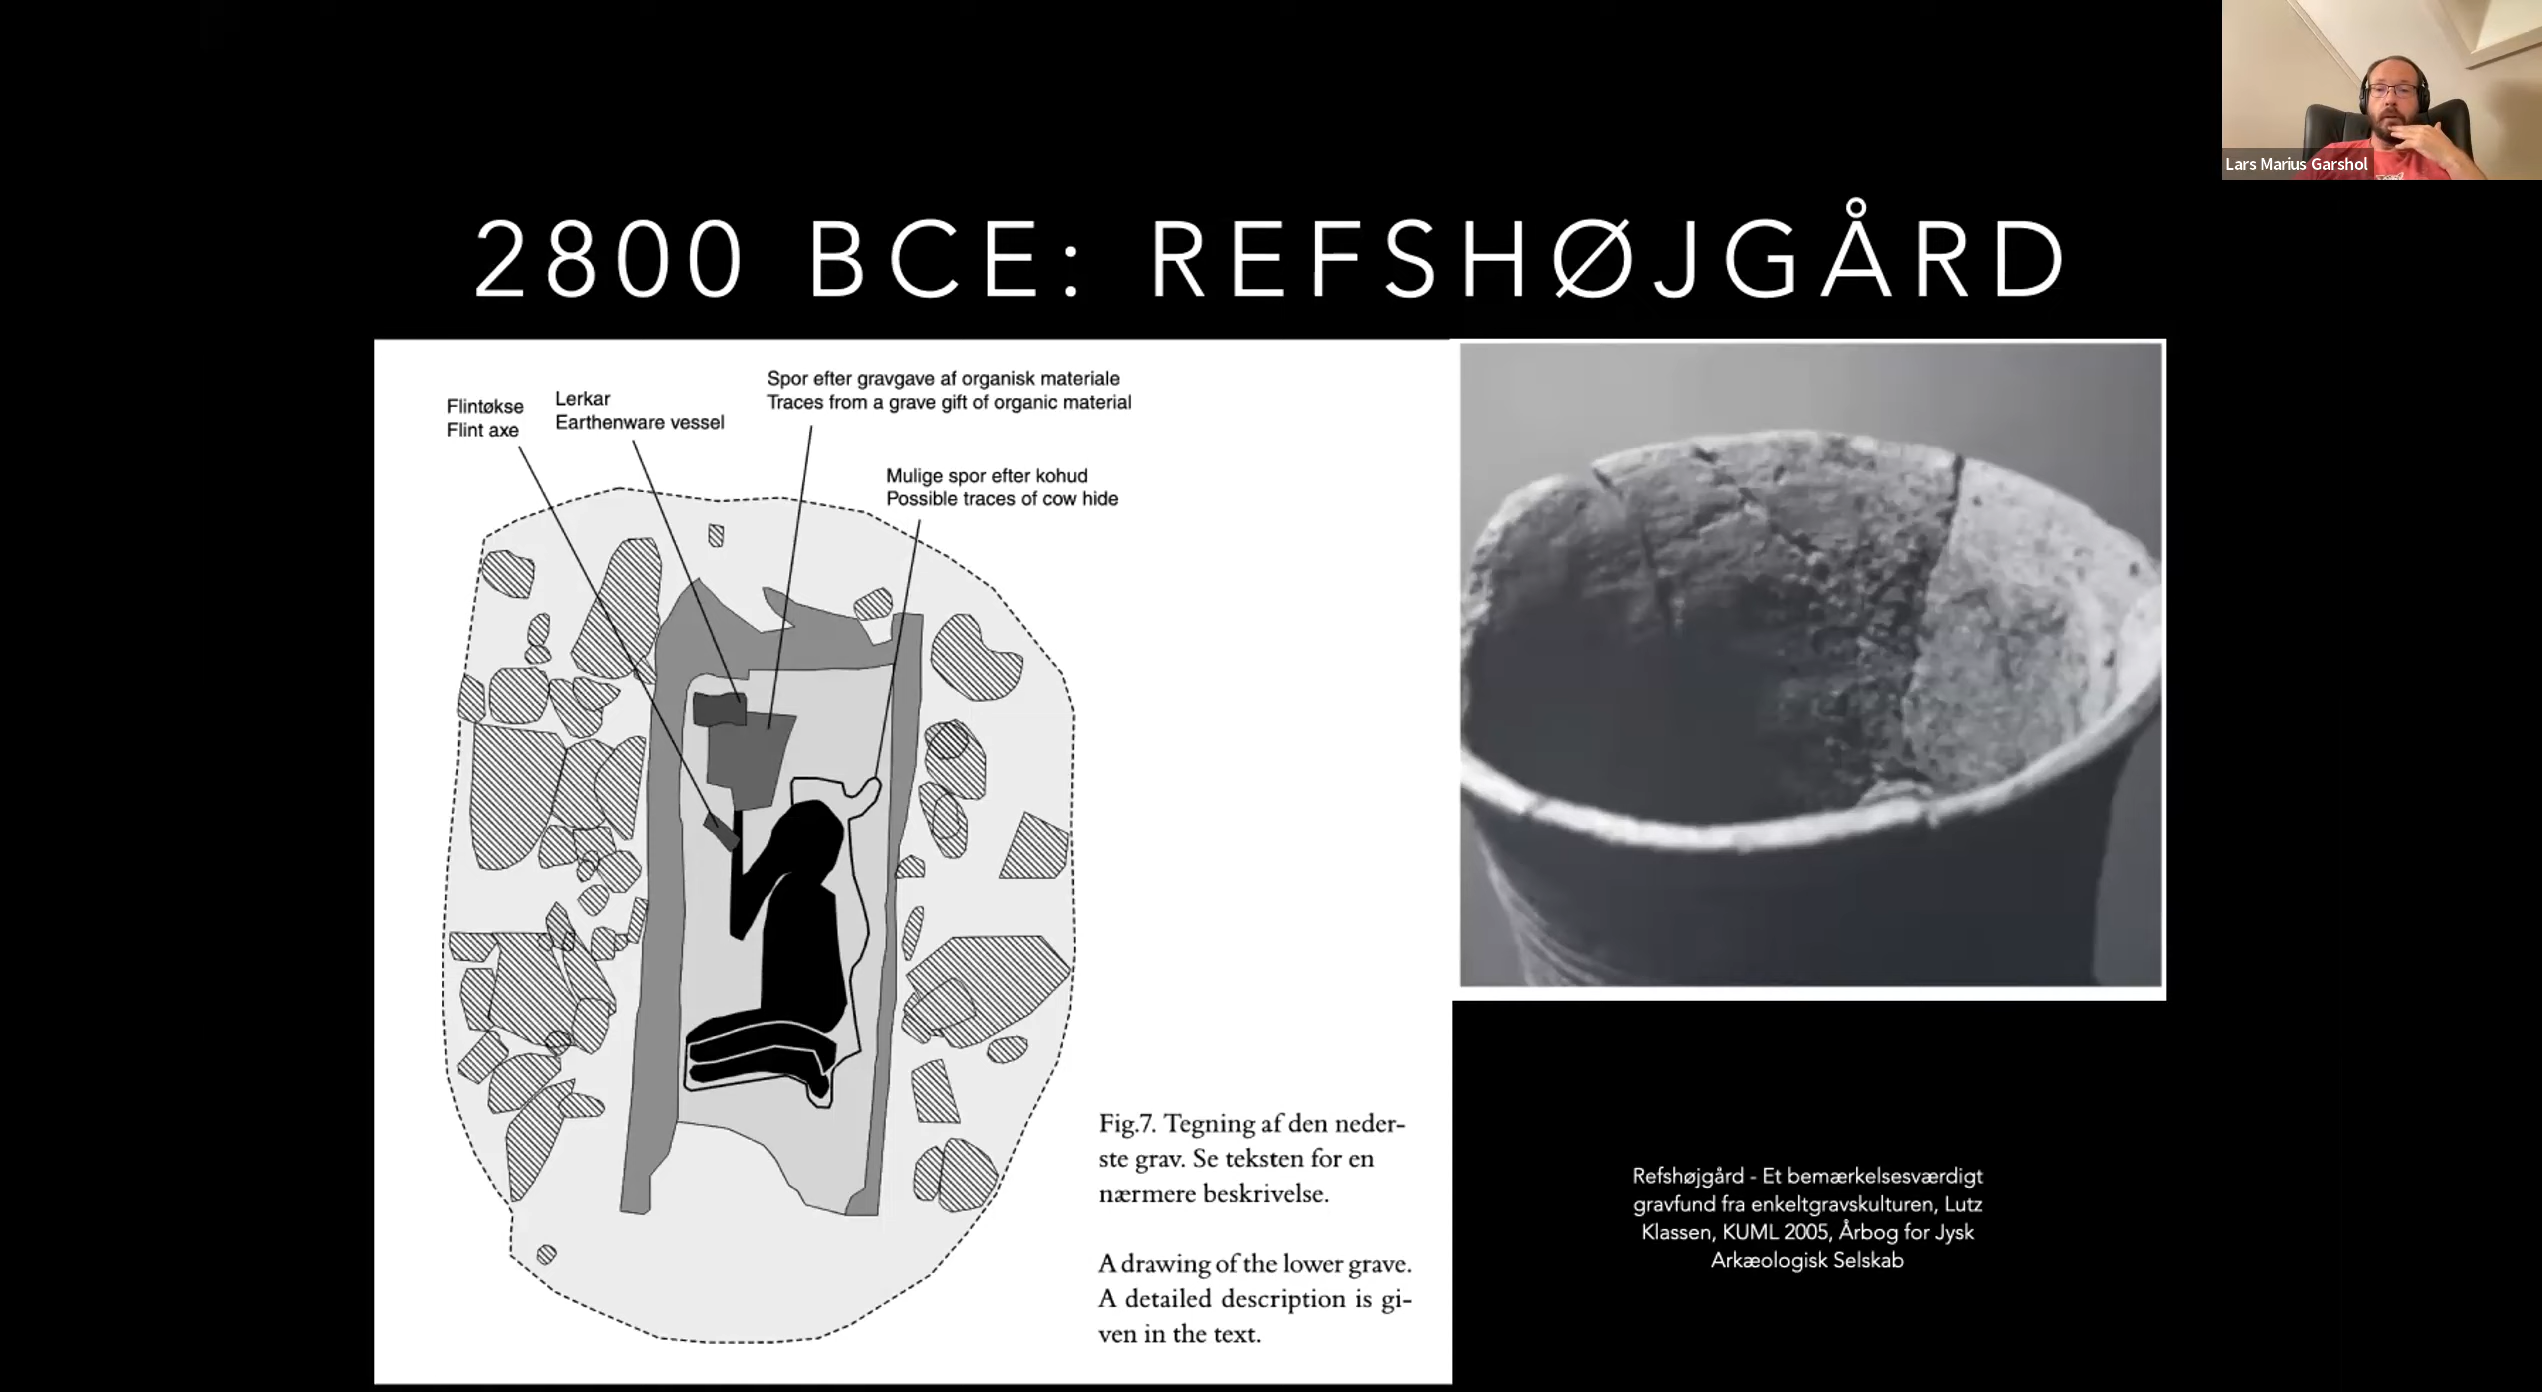 Lars Marius Garshol
2800 BCE: REFSHØJGÅRD
Flintøkse
Flint axe
Lerkar
Earthenware vessel
Spor efter gravgave af organisk materiale
Traces from a grave gift of organic material
Mulige spor efter kohud
Possible traces of cow hide
Fig.7. Tegning af den neder-
ste grav. Se teksten for en
nærmere beskrivelse.
A drawing of the lower grave.
A detailed description is gi-
ven in the text.
Refshøjgård - Et bemærkelsesværdigt
gravfund fra enkeltgravskulturen, Lutz
Klassen, KUML 2005, Årbog for Jysk
Arkæologisk Selskab